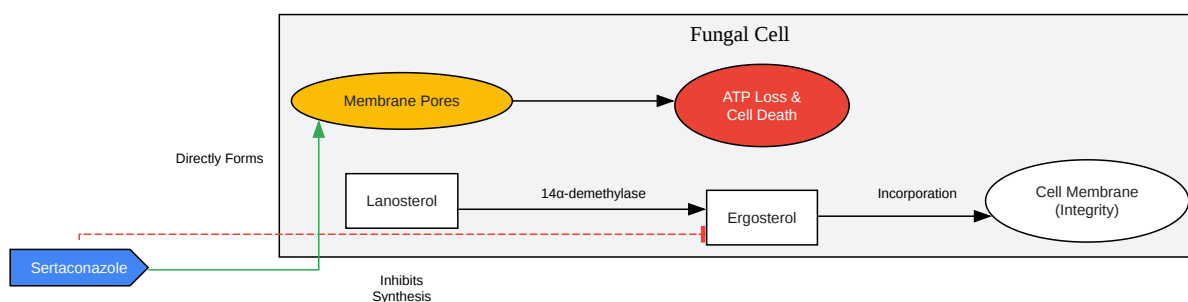 Fungal Cell
Membrane Pores
ATP Loss &
Cell Death
Directly Forms
Lanosterol
14α-demethylase
Ergosterol
Incorporation
Cell Membrane
(Integrity)
Sertaconazole
Inhibits
Synthesis